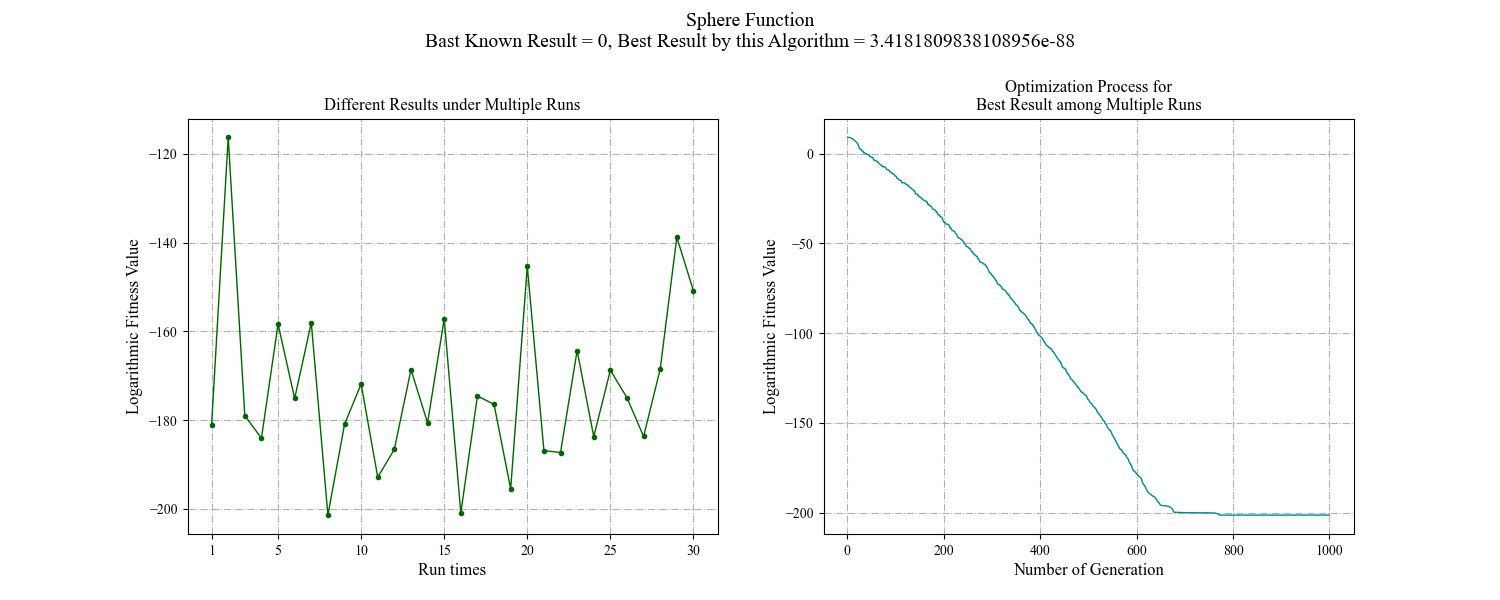 Sphere Function
Bast Known Result = 0, Best Result by this Algorithm = 3.4181809838108956e-88
Different Results under Multiple Runs
−120
−140
−160
−180
−200
Logarithmic Fitness Value
1 5 10 15 20 25 30
Run times
Optimization Process for
Best Result among Multiple Runs
0
−50
−100
−150
−200
Logarithmic Fitness Value
0 200 400 600 800 1000
Number of Generation